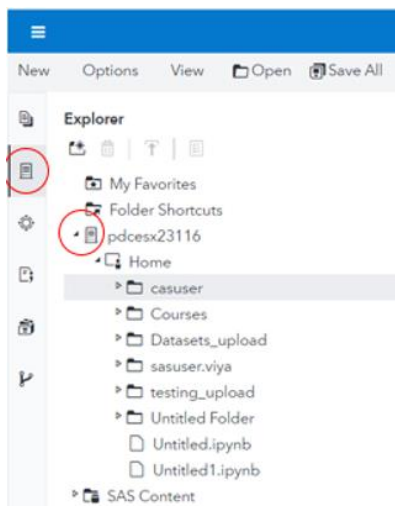 New Options View Open Save All
Explorer
My Favorites
Folder Shortcuts
pdcesx23116
Home
casuser
Courses
Datasets_upload
sasuser.viya
testing_upload
Untitled Folder
Untitled.ipynb
Untitled1.ipynb
SAS Content